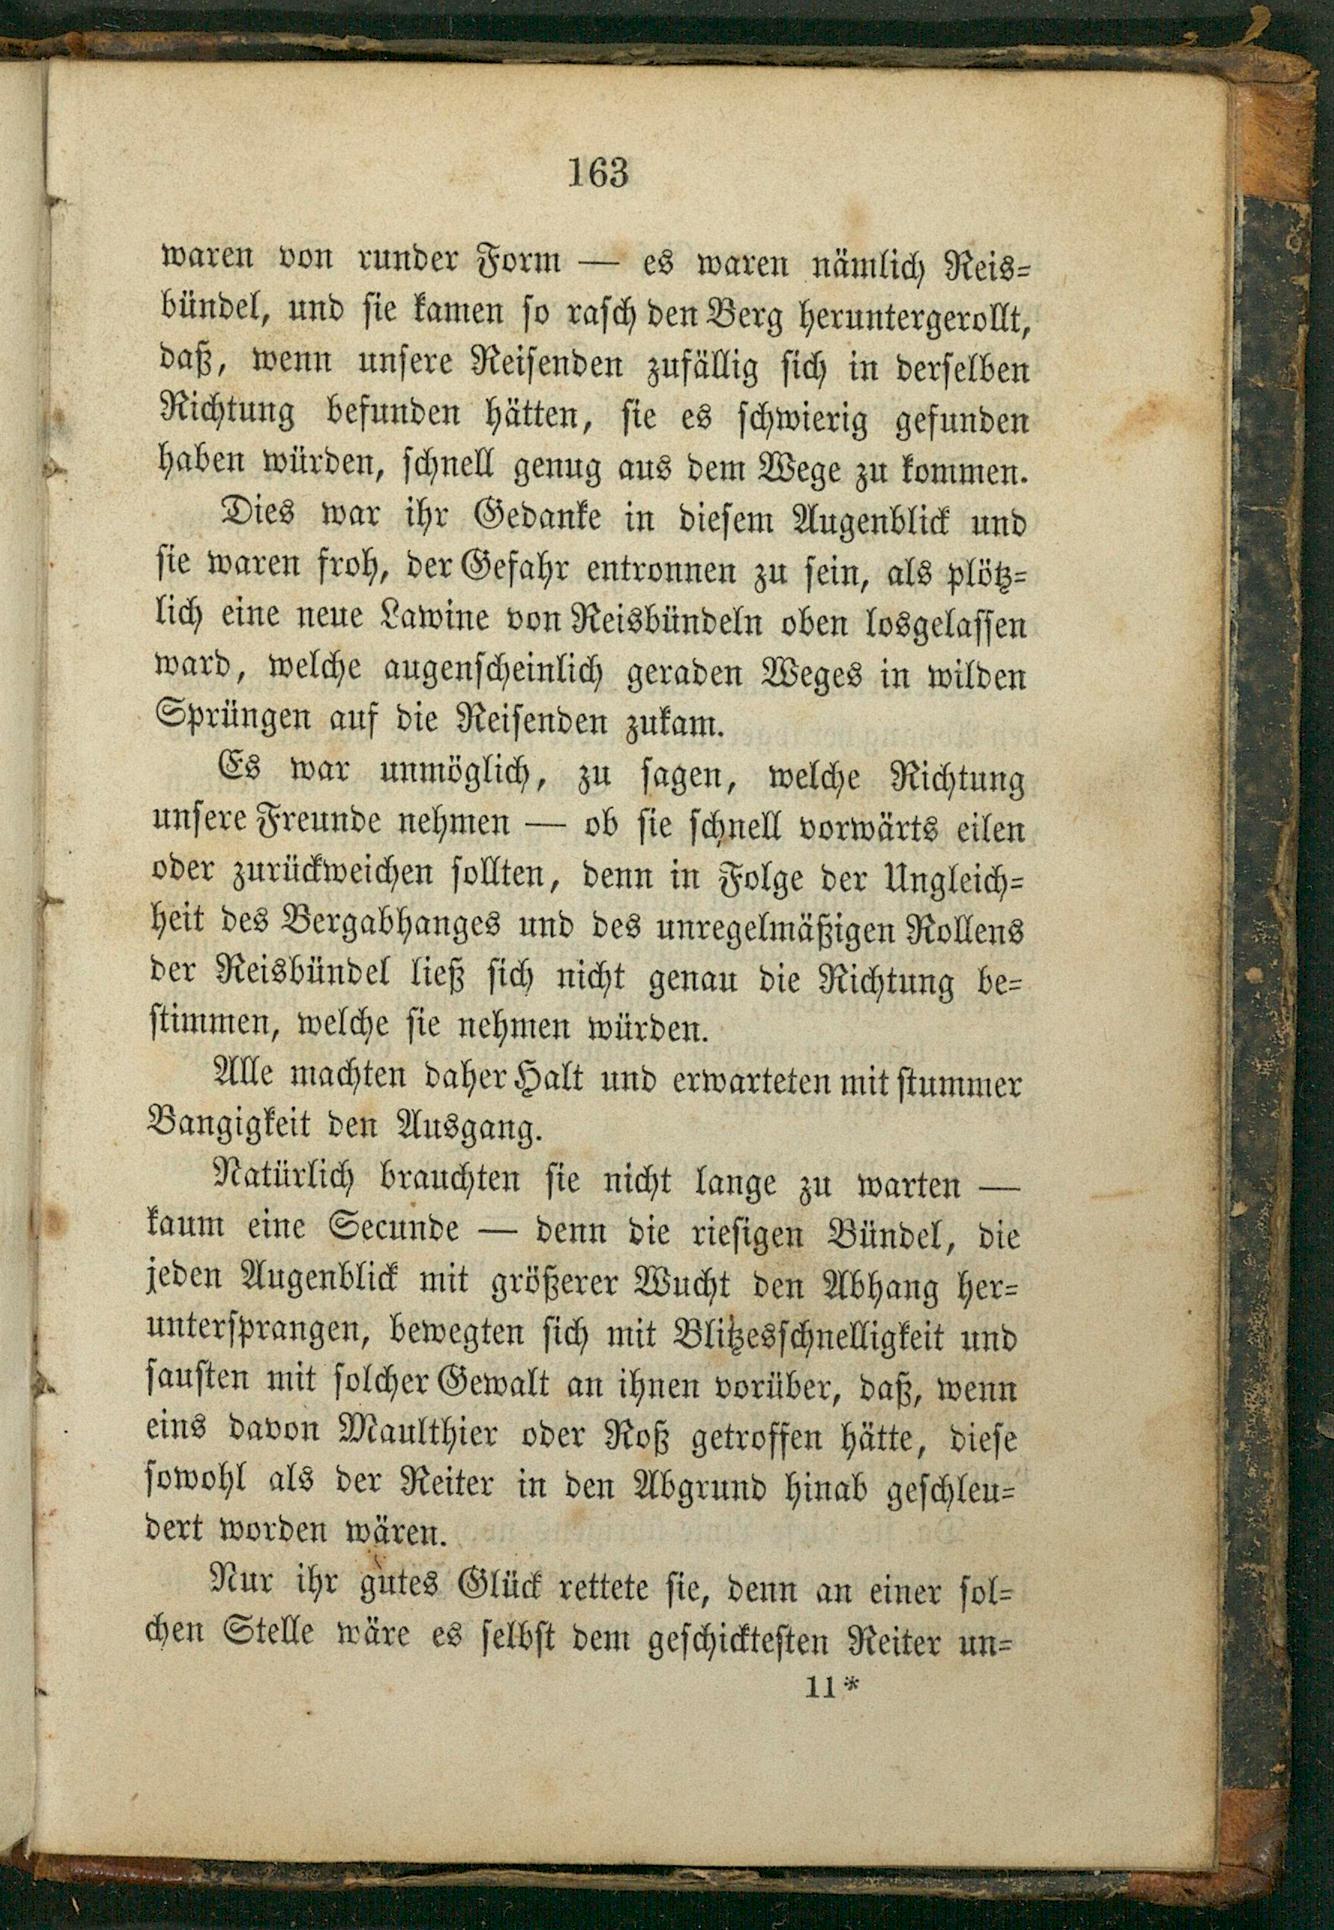 163
waren von runder Form — es waren nämlich Reis-
bündel, und sie kamen so rasch den Berg heruntergerollt,
daß, wenn unsere Reisenden zufällig sich in derselben
Richtung befunden hätten, sie es schwierig gefunden
haben würden, schnell genug aus dem Wege zu kommen.
Dies war ihr Gedanke in diesem Augenblick und
sie waren froh, der Gefahr entronnen zu sein, als plötz-
lich eine neue Lawine von Reisbündeln oben losgelassen
ward, welche augenscheinlich geraden Weges in wilden
Sprüngen auf die Reisenden zukam.
Es war unmöglich, zu sagen, welche Richtung
unsere Freunde nehmen — ob sie schnell vorwärts eilen
oder zurückweichen sollten, denn in Folge der Ungleich-
heit des Bergabhanges und des unregelmäßigen Rollens
der Reisbündel ließ sich nicht genau die Richtung be-
stimmen, welche sie nehmen würden.
Alle machten daher Halt und erwarteten mit stummer
Bangigkeit den Ausgang.
Natürlich brauchten sie nicht lange zu warten —
kaum eine Secunde — denn die riesigen Bündel, die
jeden Augenblick mit größerer Wucht den Abhang her-
untersprangen, bewegten sich mit Blitzesschnelligkeit und
sausten mit solcher Gewalt an ihnen vorüber, daß, wenn
eins davon Maulthier oder Roß getroffen hätte, diese
sowohl als der Reiter in den Abgrund hinab geschleu-
dert worden wären.
Nur ihr gutes Glück rettete sie, denn an einer sol-
chen Stelle wäre es selbst dem geschicktesten Reiter un-
11*